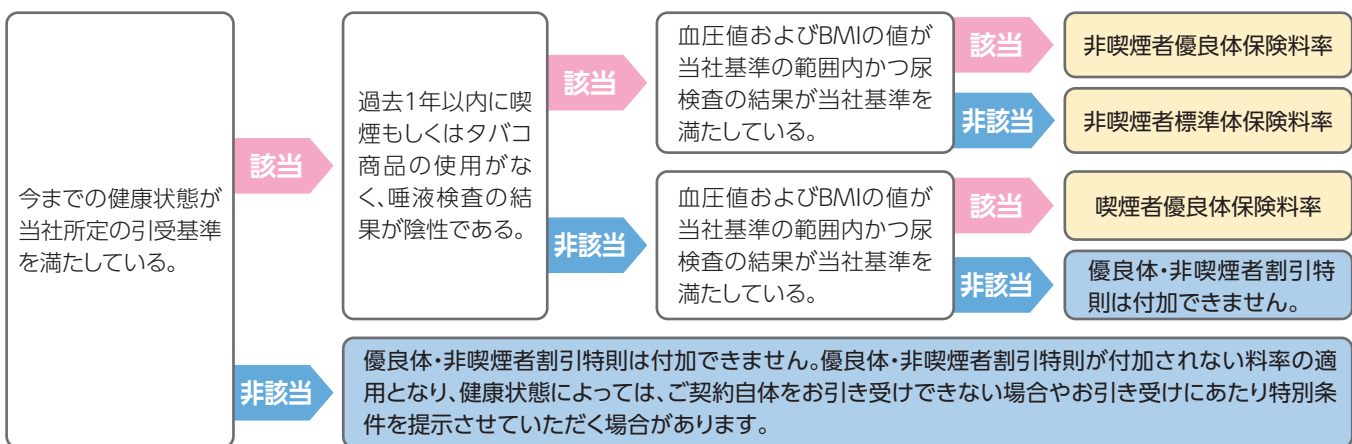 今までの健康状態が
当社所定の引受基準
を満たしている。
該当
過去1年以内に喫
煙もしくはタバコ
商品の使用がな
く、唾液検査の結
果が陰性である。
該当
血圧値およびBMIの値が
当社基準の範囲内かつ尿
検査の結果が当社基準を
満たしている。
該当
非喫煙者優良体保険料率
非該当
非喫煙者標準体保険料率
非該当
血圧値およびBMIの値が
当社基準の範囲内かつ尿
検査の結果が当社基準を
満たしている。
該当
喫煙者優良体保険料率
非該当
優良体・非喫煙者割引特
則は付加できません。
非該当
優良体・非喫煙者割引特則は付加できません。優良体・非喫煙者割引特則が付加されない料率の適
用となり、健康状態によっては、ご契約自体をお引き受けできない場合やお引き受けにあたり特別条
件を提示させていただく場合があります。